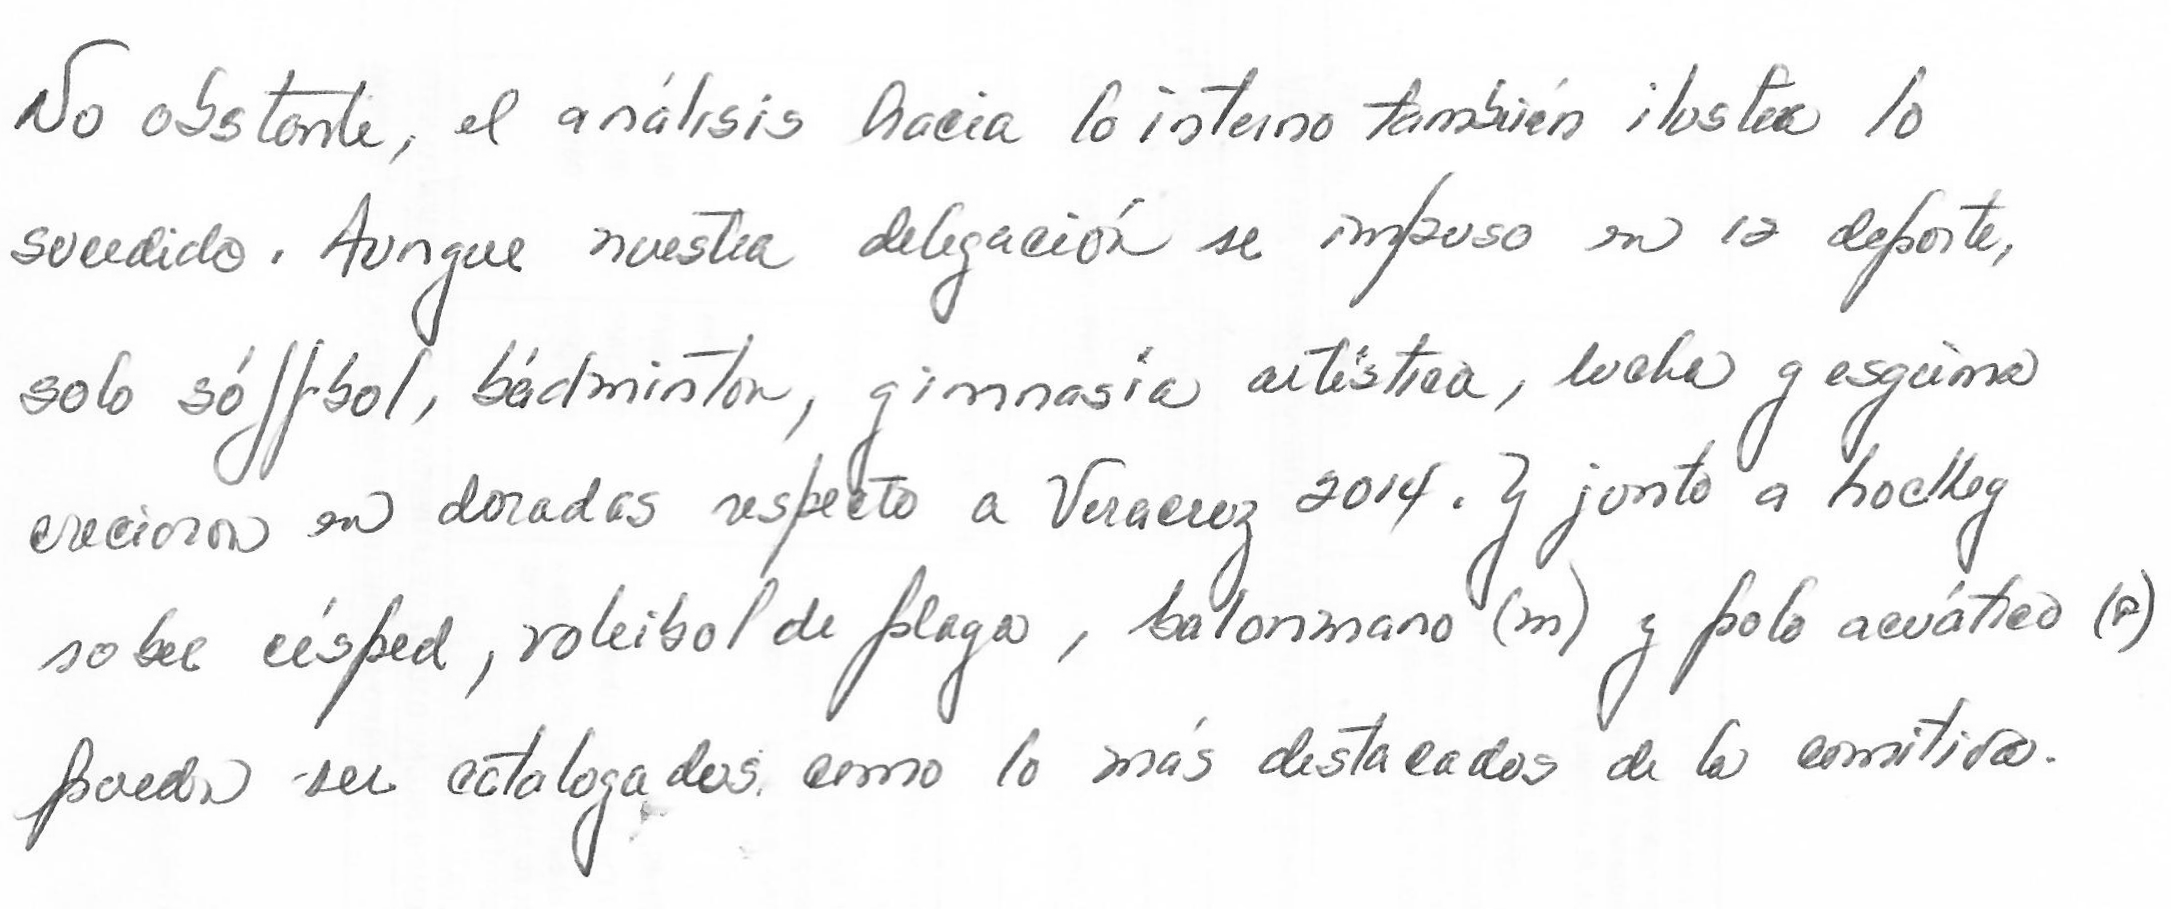 No obstante, el análisis hacia lo interno también ilustra lo
sucedido. Aunque nuestra delegación se impuso en 12 deporte,
solo sóftbol, bádminton, gimnasia artística, lucha y esgrima
crecieron en doradas respecto a Veracruz 2014. Y junto a hockey
sobre césped, voleibol de playa, balonmano (m) y polo acuático
pueden ser catalogados como lo más destacados de la comitiva.